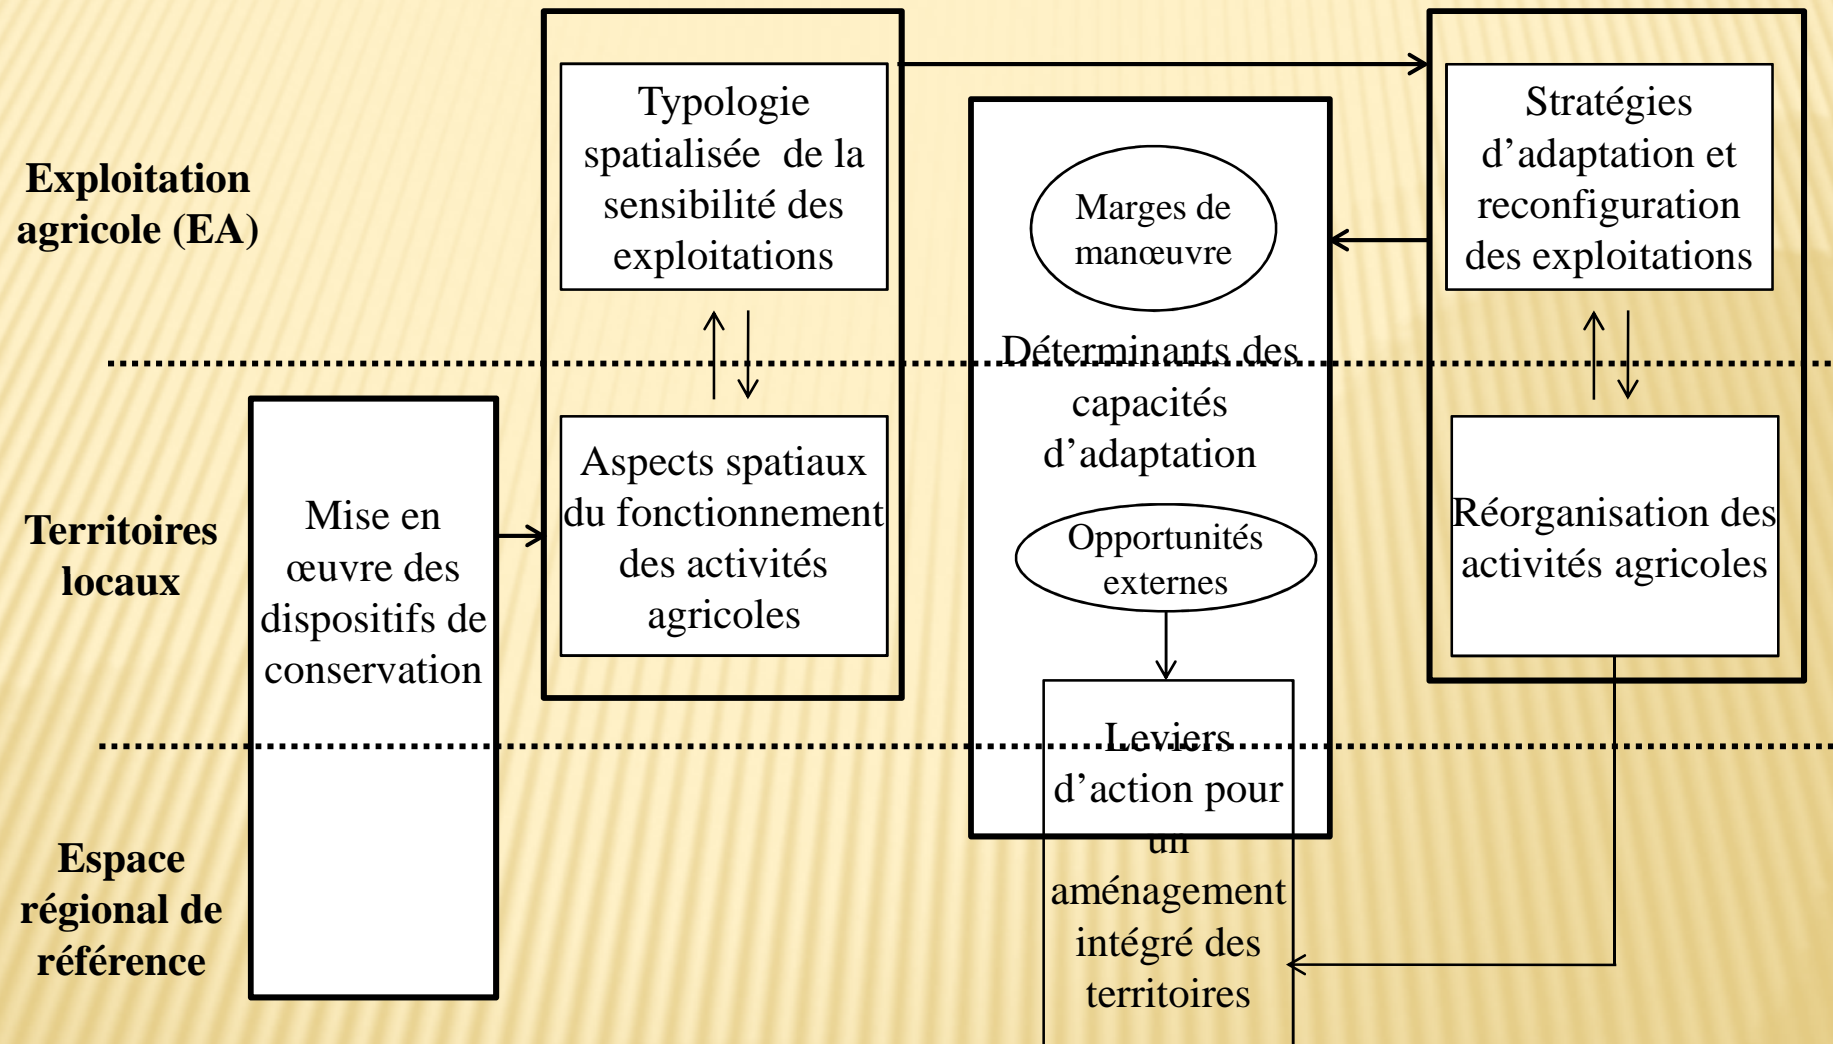 Exploitation
agricole (EA)
Territoires
locaux
Espace
régional de
référence
Mise en
œuvre des
dispositifs de
conservation
Typologie
spatialisée  de la
sensibilité des
exploitations
Aspects spatiaux
du fonctionnement
des activités
agricoles
Marges de
manœuvre
Déterminants des
capacités
d’adaptation
Opportunités
externes
Leviers
d’action pour
un
aménagement
intégré des
territoires
Stratégies
d’adaptation et
reconfiguration
des exploitations
Réorganisation des
activités agricoles